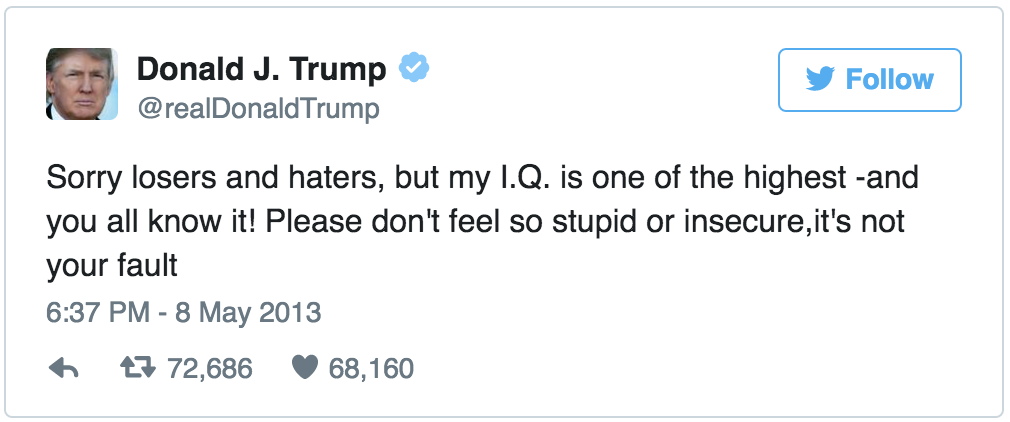 Donald J. Trump
@realDonaldTrump
Follow
Sorry losers and haters, but my I.Q. is one of the highest -and
you all know it! Please don't feel so stupid or insecure,it's not
your fault
6:37 PM - 8 May 2013
72,686 68,160